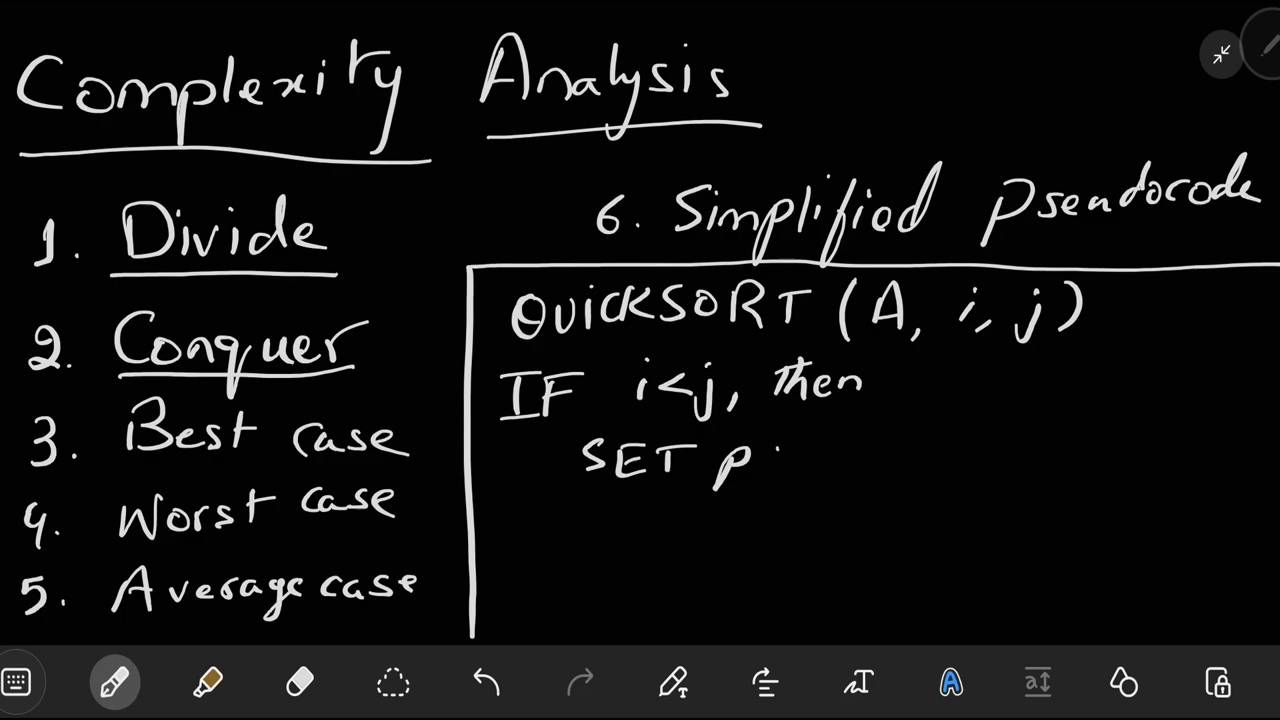 Complexity Analysis
1. Divide
2. Conquer
3. Best case
4. Worst case
5. Average case
6. Simplified pseudocode
QUICKSORT (A, i, j)
IF i<j, then
SET p